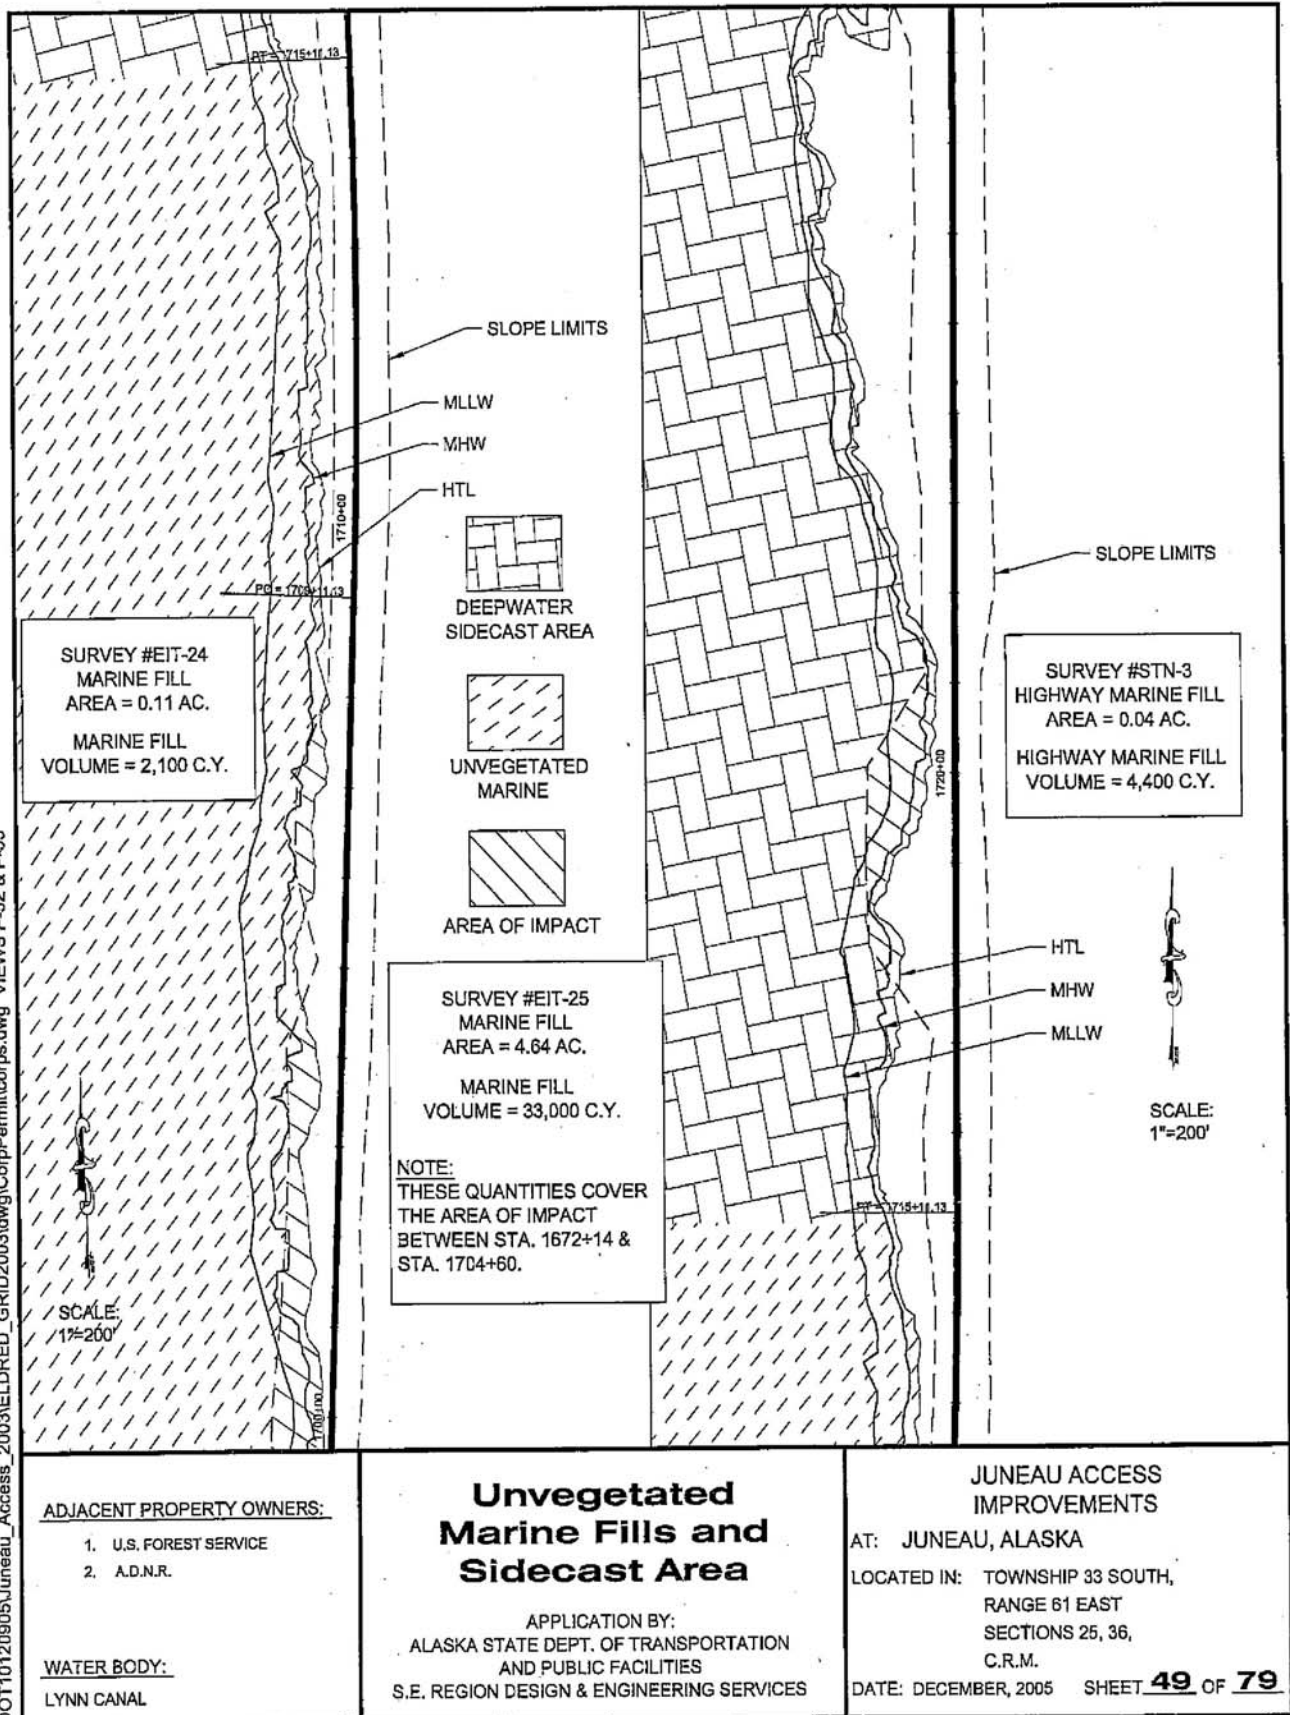 PT = 1715+11.13
SLOPE LIMITS
MLLW
MHW
HTL
1710+00
PC = 1709+11.13
DEEPWATER
SIDECAST AREA
UNVEGETATED
MARINE
AREA OF IMPACT
SURVEY #EIT-24
MARINE FILL
AREA = 0.11 AC.
MARINE FILL
VOLUME = 2,100 C.Y.
SURVEY #EIT-25
MARINE FILL
AREA = 4.64 AC.
MARINE FILL
VOLUME = 33,000 C.Y.
NOTE:
THESE QUANTITIES COVER
THE AREA OF IMPACT
BETWEEN STA. 1672+14 &
STA. 1704+60.
SCALE:
1"=200'
1700+00
SLOPE LIMITS
SURVEY #STN-3
HIGHWAY MARINE FILL
AREA = 0.04 AC.
HIGHWAY MARINE FILL
VOLUME = 4,400 C.Y.
1720+00
HTL
MHW
MLLW
SCALE:
1"=200'
PT = 1715+11.13
ADJACENT PROPERTY OWNERS:
1. U.S. FOREST SERVICE
2. A.D.N.R.
WATER BODY:
LYNN CANAL
Unvegetated
Marine Fills and
Sidecast Area
APPLICATION BY:
ALASKA STATE DEPT. OF TRANSPORTATION
AND PUBLIC FACILITIES
S.E. REGION DESIGN & ENGINEERING SERVICES
JUNEAU ACCESS
IMPROVEMENTS
AT: JUNEAU, ALASKA
LOCATED IN: TOWNSHIP 33 SOUTH,
RANGE 61 EAST
SECTIONS 25, 36,
C.R.M.
DATE: DECEMBER, 2005 SHEET 49 OF 79